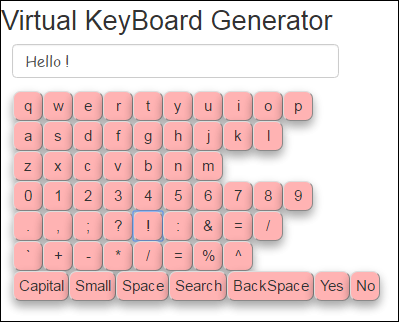 Virtual KeyBoard Generator
Hello !
q w e r t y u i o p
a s d f g h j k l
z x c v b n m
0 1 2 3 4 5 6 7 8 9
. , ; ? ! : & = /
` + - * / = % ^
Capital Small Space Search BackSpace Yes No